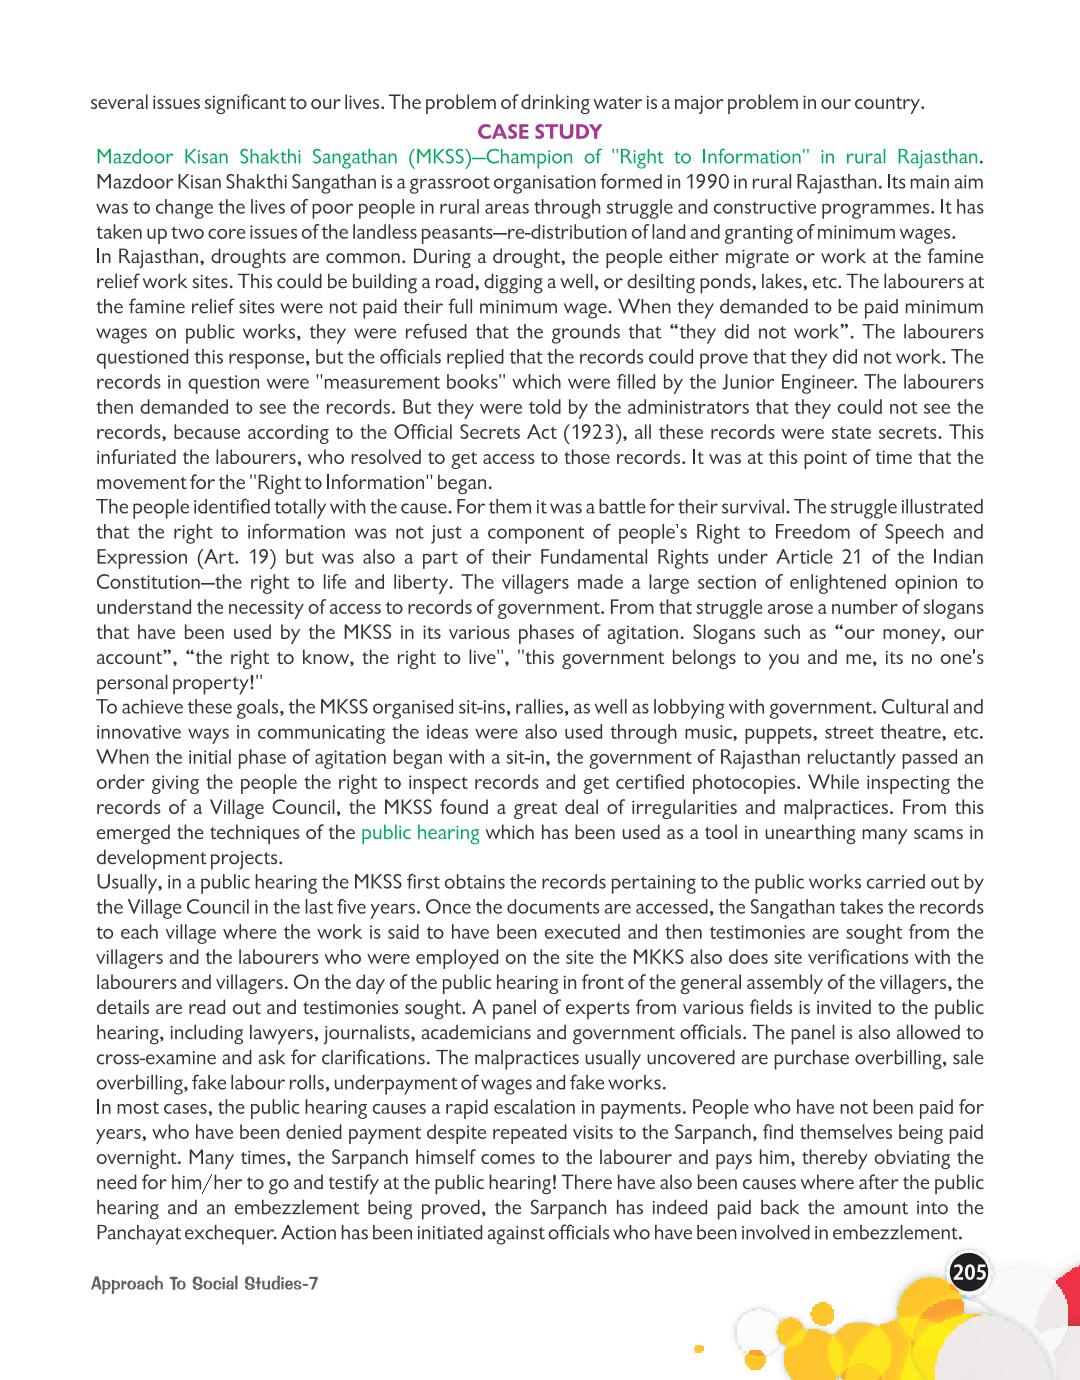 several issues significant to our lives. The problem of drinking water is a major problem in our country.
CASE STUDY
Mazdoor Kisan Shakthi Sangathan (MKSS)—Champion of "Right to Information" in rural Rajasthan.
Mazdoor Kisan Shakthi Sangathan is a grassroot organisation formed in 1990 in rural Rajasthan. Its main aim
was to change the lives of poor people in rural areas through struggle and constructive programmes. It has
taken up two core issues of the landless peasants—re-distribution of land and granting of minimum wages.
In Rajasthan, droughts are common. During a drought, the people either migrate or work at the famine
relief work sites. This could be building a road, digging a well, or desilting ponds, lakes, etc. The labourers at
the famine relief sites were not paid their full minimum wage. When they demanded to be paid minimum
wages on public works, they were refused that the grounds that “they did not work”. The labourers
questioned this response, but the officials replied that the records could prove that they did not work. The
records in question were "measurement books" which were filled by the Junior Engineer. The labourers
then demanded to see the records. But they were told by the administrators that they could not see the
records, because according to the Official Secrets Act (1923), all these records were state secrets. This
infuriated the labourers, who resolved to get access to those records. It was at this point of time that the
movement for the "Right to Information" began.
The people identified totally with the cause. For them it was a battle for their survival. The struggle illustrated
that the right to information was not just a component of people's Right to Freedom of Speech and
Expression (Art. 19) but was also a part of their Fundamental Rights under Article 21 of the Indian
Constitution—the right to life and liberty. The villagers made a large section of enlightened opinion to
understand the necessity of access to records of government. From that struggle arose a number of slogans
that have been used by the MKSS in its various phases of agitation. Slogans such as “our money, our
account”, “the right to know, the right to live", "this government belongs to you and me, its no one's
personal property!"
To achieve these goals, the MKSS organised sit-ins, rallies, as well as lobbying with government. Cultural and
innovative ways in communicating the ideas were also used through music, puppets, street theatre, etc.
When the initial phase of agitation began with a sit-in, the government of Rajasthan reluctantly passed an
order giving the people the right to inspect records and get certified photocopies. While inspecting the
records of a Village Council, the MKSS found a great deal of irregularities and malpractices. From this
emerged the techniques of the public hearing which has been used as a tool in unearthing many scams in
development projects.
Usually, in a public hearing the MKSS first obtains the records pertaining to the public works carried out by
the Village Council in the last five years. Once the documents are accessed, the Sangathan takes the records
to each village where the work is said to have been executed and then testimonies are sought from the
villagers and the labourers who were employed on the site the MKKS also does site verifications with the
labourers and villagers. On the day of the public hearing in front of the general assembly of the villagers, the
details are read out and testimonies sought. A panel of experts from various fields is invited to the public
hearing, including lawyers, journalists, academicians and government officials. The panel is also allowed to
cross-examine and ask for clarifications. The malpractices usually uncovered are purchase overbilling, sale
overbilling, fake labour rolls, underpayment of wages and fake works.
In most cases, the public hearing causes a rapid escalation in payments. People who have not been paid for
years, who have been denied payment despite repeated visits to the Sarpanch, find themselves being paid
overnight. Many times, the Sarpanch himself comes to the labourer and pays him, thereby obviating the
need for him/her to go and testify at the public hearing! There have also been causes where after the public
hearing and an embezzlement being proved, the Sarpanch has indeed paid back the amount into the
Panchayat exchequer. Action has been initiated against officials who have been involved in embezzlement.
Approach To Social Studies-7
205